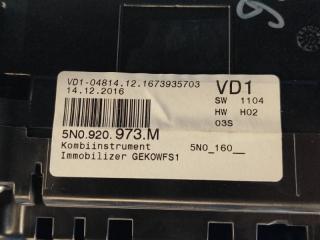 VD1-04814.12.1673935703
14.12.2016
VD1
SW 1104
HW H02
03S
5N0.920.973.M
Kombiinstrument 5N0_160__
Immobilizer GEKOWFS1